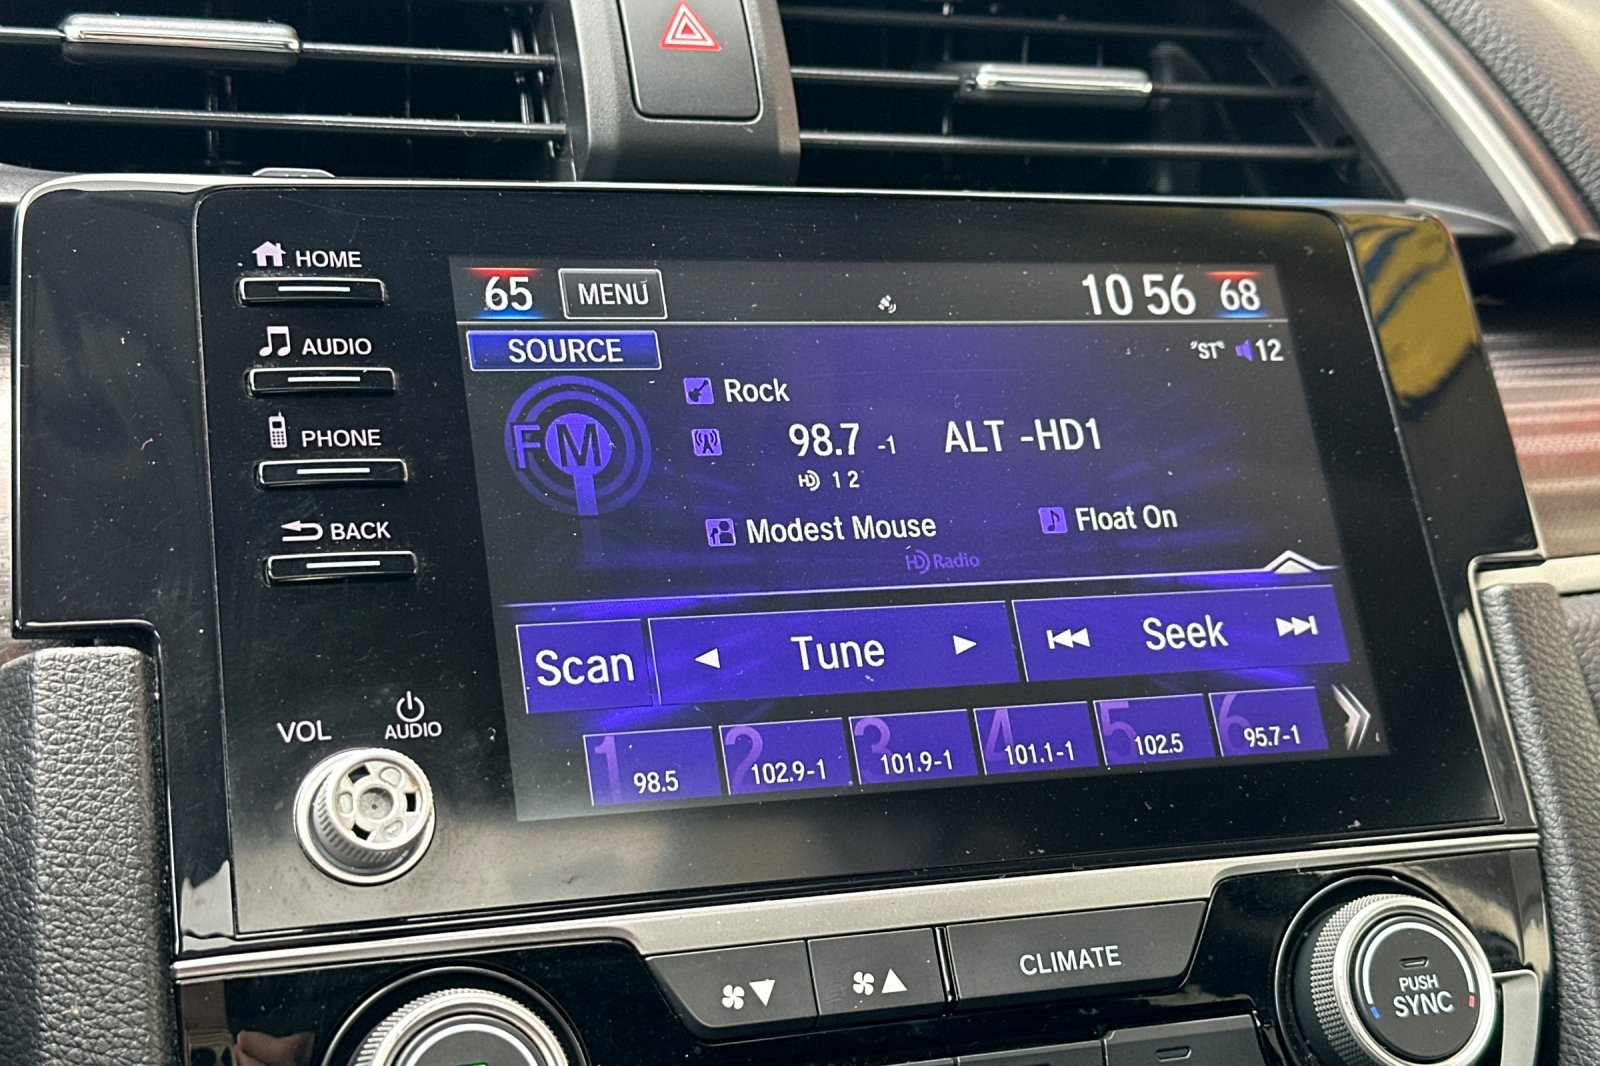 HOME
65 MENU 10 56 68
SOURCE "ST" 12
AUDIO
Rock
FM 98.7 -1 ALT -HD1
HD 1 2
PHONE
Modest Mouse Float On
HD Radio
BACK
Scan Tune Seek
VOL AUDIO
1 98.5
2 102.9-1
3 101.9-1
4 101.1-1
5 102.5
6 95.7-1
CLIMATE
PUSH
SYNC